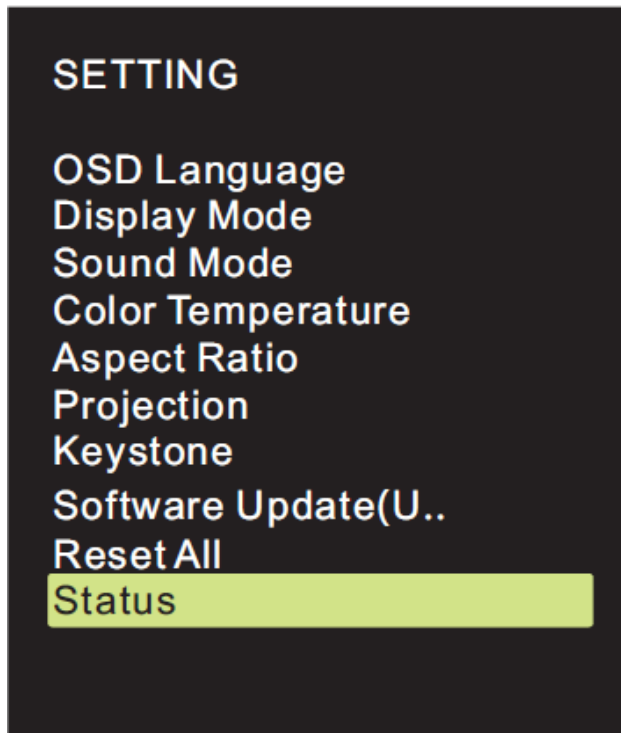 SETTING
OSD Language
Display Mode
Sound Mode
Color Temperature
Aspect Ratio
Projection
Keystone
Software Update(U..
Reset All
Status